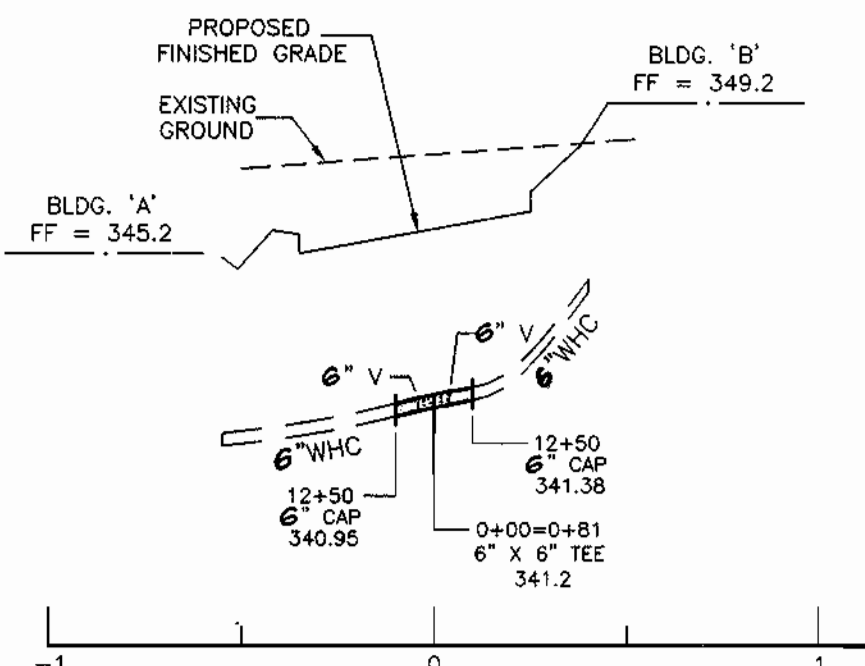 PROPOSED
FINISHED GRADE
BLDG. 'B'
FF = 349.2
EXISTING
GROUND
BLDG. 'A'
FF = 345.2
6" V
6" V
6"WHC
6"WHC
12+50
6" CAP
341.38
12+50
6" CAP
340.95
0+00=0+81
6" X 6" TEE
341.2
-1
0
1